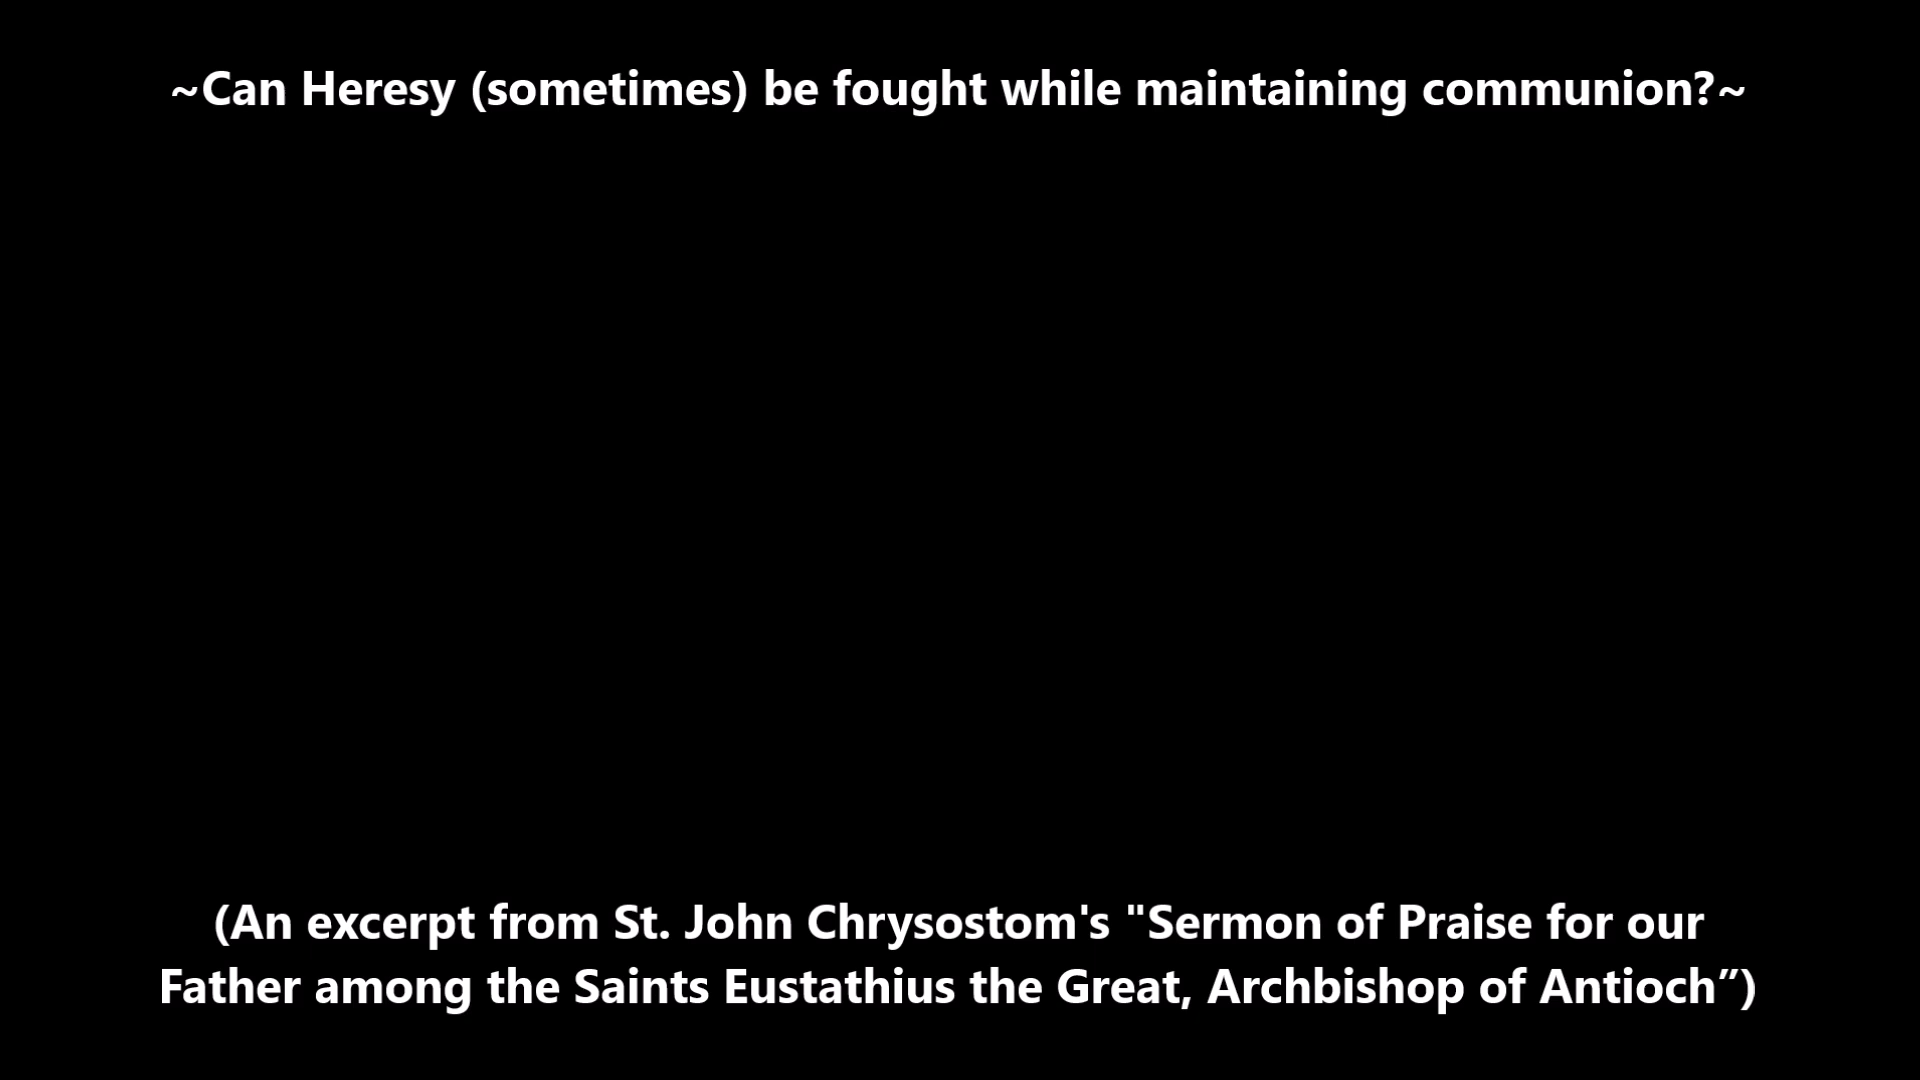 ~Can Heresy (sometimes) be fought while maintaining communion?~
(An excerpt from St. John Chrysostom's "Sermon of Praise for our
Father among the Saints Eustathius the Great, Archbishop of Antioch”)